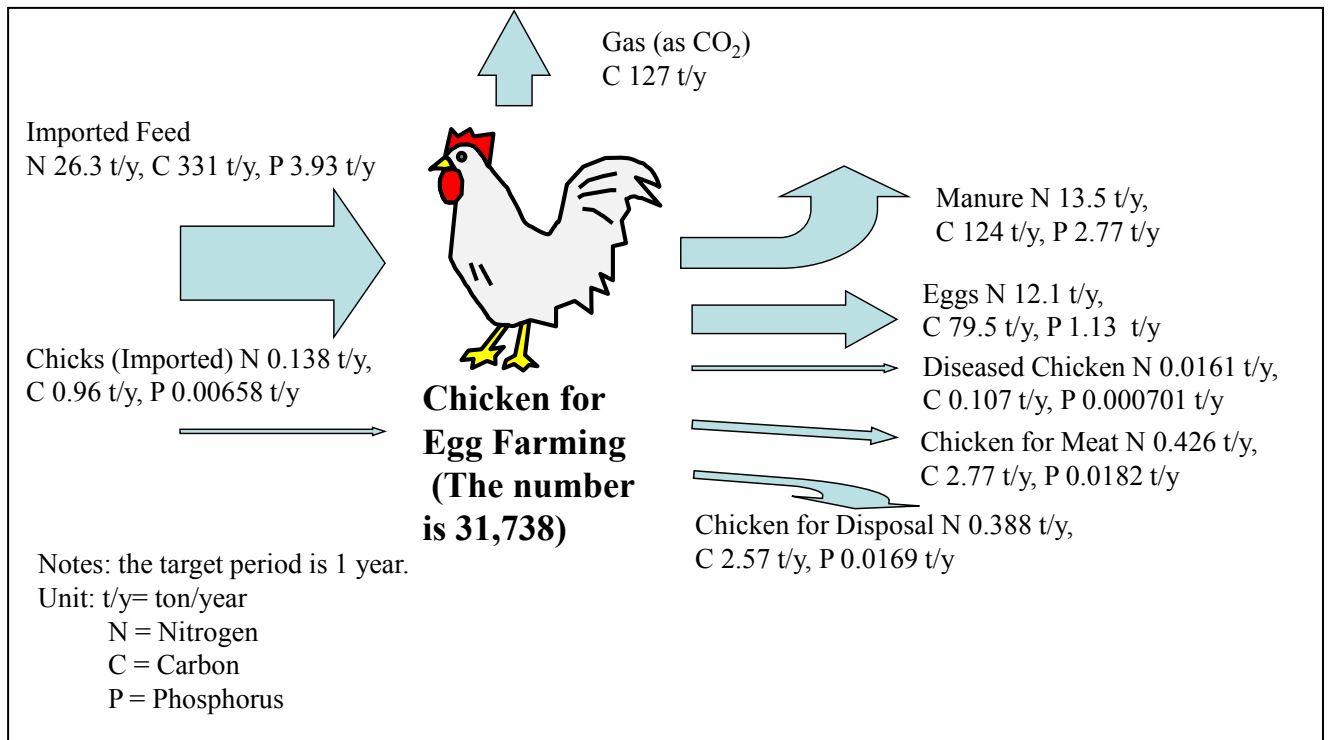 Gas (as CO₂)
C 127 t/y
Imported Feed
N 26.3 t/y, C 331 t/y, P 3.93 t/y
Manure N 13.5 t/y,
C 124 t/y, P 2.77 t/y
Eggs N 12.1 t/y,
C 79.5 t/y, P 1.13 t/y
Chicks (Imported) N 0.138 t/y,
C 0.96 t/y, P 0.00658 t/y
Diseased Chicken N 0.0161 t/y,
C 0.107 t/y, P 0.000701 t/y
Chicken for
Egg Farming
(The number
is 31,738)
Chicken for Meat N 0.426 t/y,
C 2.77 t/y, P 0.0182 t/y
Chicken for Disposal N 0.388 t/y,
C 2.57 t/y, P 0.0169 t/y
Notes: the target period is 1 year.
Unit: t/y= ton/year
N = Nitrogen
C = Carbon
P = Phosphorus